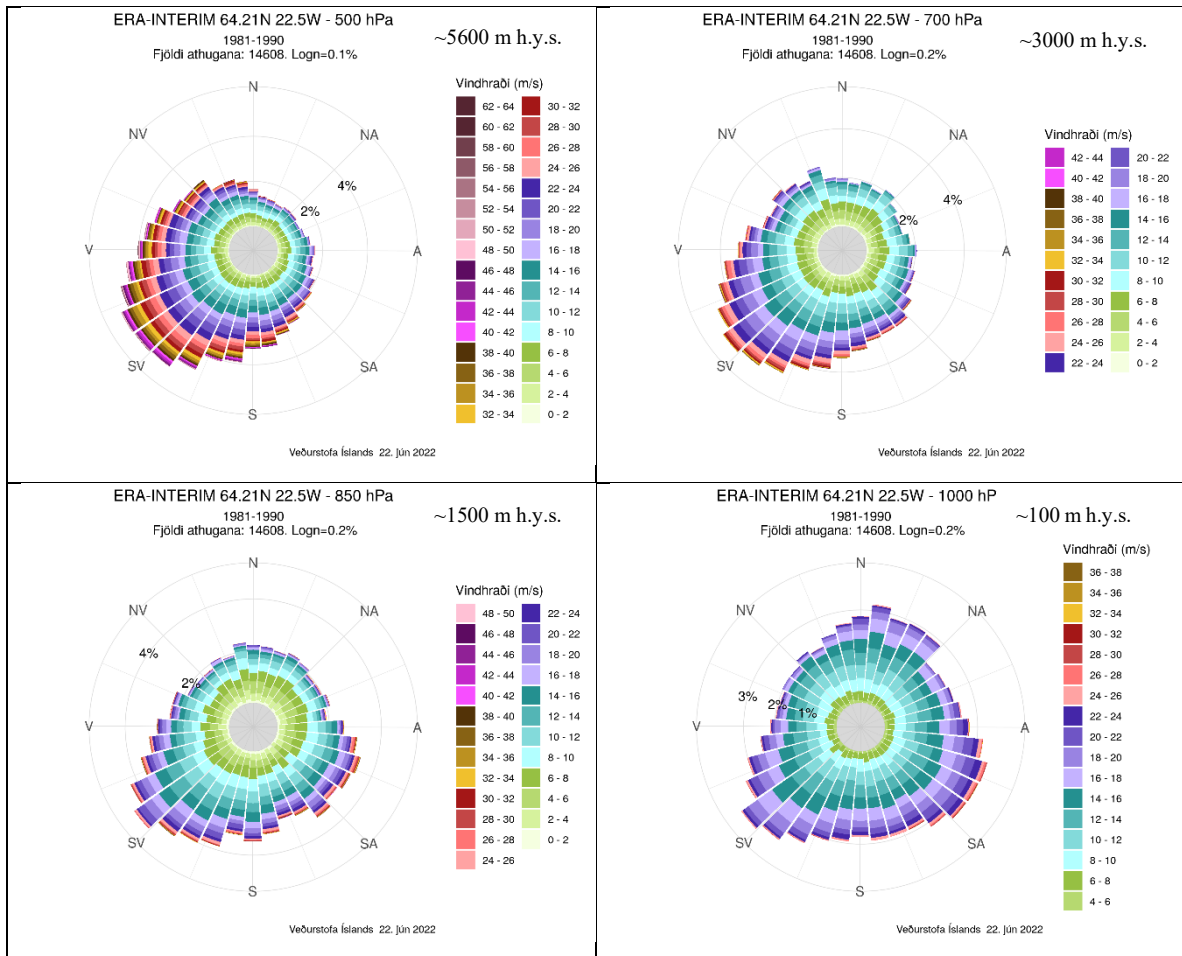 ERA-INTERIM 64.21N 22.5W - 500 hPa
1981-1990
~5600 m h.y.s.
Fjöldi athugana: 14608. Logn=0.1%
N
NV
NA
V
A
SV
SA
S
4%
2%
Vindhraði (m/s)
62 - 64 30 - 32
60 - 62 28 - 30
58 - 60 26 - 28
56 - 58 24 - 26
54 - 56 22 - 24
52 - 54 20 - 22
50 - 52 18 - 20
48 - 50 16 - 18
46 - 48 14 - 16
44 - 46 12 - 14
42 - 44 10 - 12
40 - 42 8 - 10
38 - 40 6 - 8
36 - 38 4 - 6
34 - 36 2 - 4
32 - 34 0 - 2
Veðurstofa Íslands 22. jún 2022
ERA-INTERIM 64.21N 22.5W - 700 hPa
1981-1990
~3000 m h.y.s.
Fjöldi athugana: 14608. Logn=0.2%
N
NV
NA
V
A
SV
SA
S
4%
2%
Vindhraði (m/s)
42 - 44 20 - 22
40 - 42 18 - 20
38 - 40 16 - 18
36 - 38 14 - 16
34 - 36 12 - 14
32 - 34 10 - 12
30 - 32 8 - 10
28 - 30 6 - 8
26 - 28 4 - 6
24 - 26 2 - 4
22 - 24 0 - 2
Veðurstofa Íslands 22. jún 2022
ERA-INTERIM 64.21N 22.5W - 850 hPa
1981-1990
~1500 m h.y.s.
Fjöldi athugana: 14608. Logn=0.2%
N
NV
NA
V
A
SV
SA
S
4%
2%
Vindhraði (m/s)
48 - 50 22 - 24
46 - 48 20 - 22
44 - 46 18 - 20
42 - 44 16 - 18
40 - 42 14 - 16
38 - 40 12 - 14
36 - 38 10 - 12
34 - 36 8 - 10
32 - 34 6 - 8
30 - 32 4 - 6
28 - 30 2 - 4
26 - 28 0 - 2
24 - 26
Veðurstofa Íslands 22. jún 2022
ERA-INTERIM 64.21N 22.5W - 1000 hP
1981-1990
~100 m h.y.s.
Fjöldi athugana: 14608. Logn=0.2%
N
NV
NA
V
A
SV
SA
S
3%
2%
1%
Vindhraði (m/s)
36 - 38
34 - 36
32 - 34
30 - 32
28 - 30
26 - 28
24 - 26
22 - 24
20 - 22
18 - 20
16 - 18
14 - 16
12 - 14
10 - 12
8 - 10
6 - 8
4 - 6
Veðurstofa Íslands 22. jún 2022